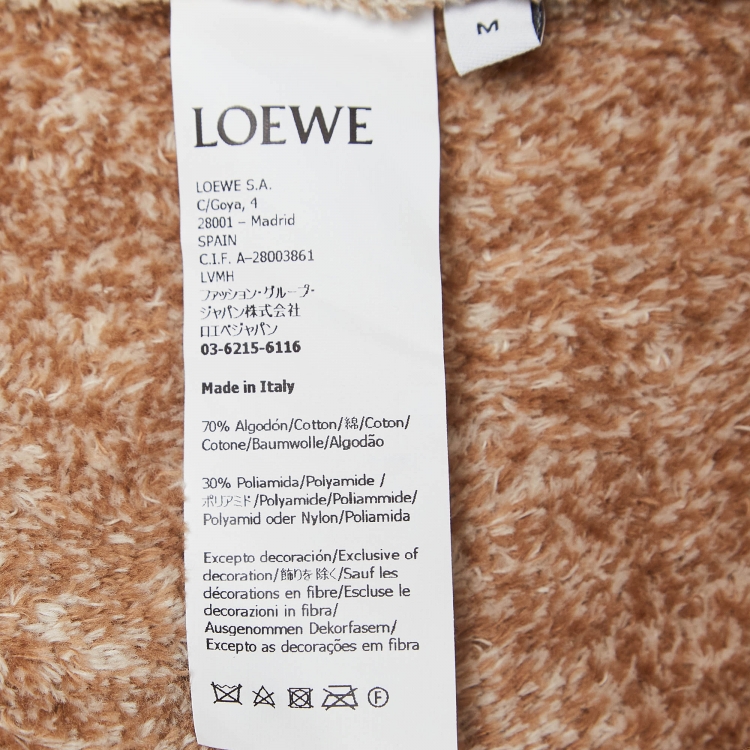 M
LOEWE
LOEWE S.A.
C/Goya, 4
28001 – Madrid
SPAIN
C.I.F. A–28003861
LVMH
ファッション・グループ・
ジャパン株式会社
ロエベジャパン
03-6215-6116
Made in Italy
70% Algodón/Cotton/綿/Coton/
Cotone/Baumwolle/Algodão
30% Poliamida/Polyamide /
ポリアミド/Polyamide/Poliammide/
Polyamid oder Nylon/Poliamida
Excepto decoración/Exclusive of
decoration/飾りを除く/Sauf les
décorations en fibre/Escluse le
decorazioni in fibra/
Ausgenommen Dekorfasern/
Excepto as decorações em fibra
F